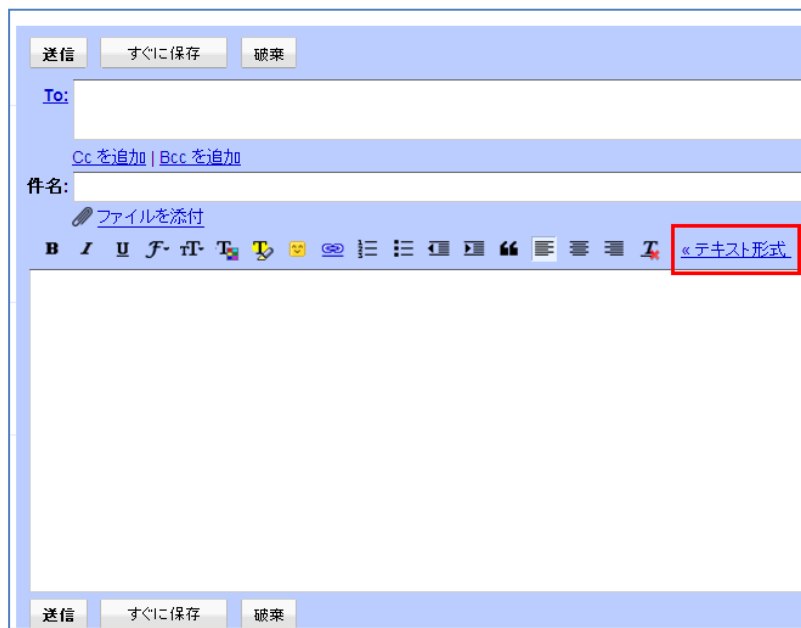 送信 すぐに保存 破棄
To:
Cc を追加 | Bcc を追加
件名:
ファイルを添付
B I U F T T T « テキスト形式
送信 すぐに保存 破棄